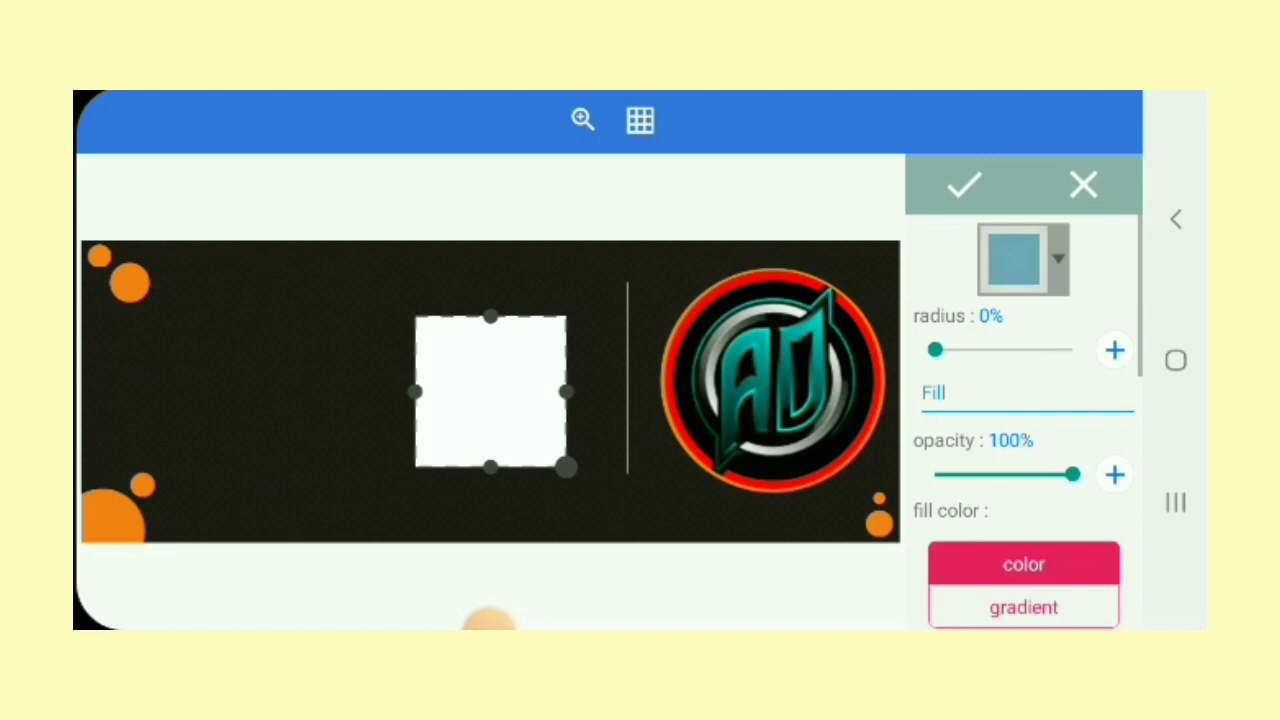 AD
radius : 0%
Fill
opacity : 100%
fill color :
color
gradient